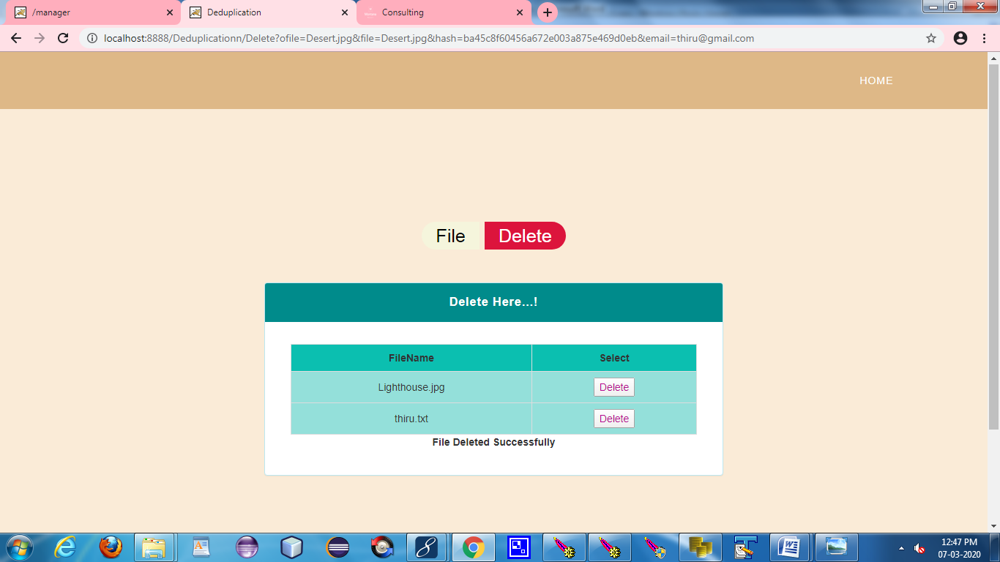 /manager
Deduplication
Consulting
localhost:8888/Deduplicationn/Delete?ofile=Desert.jpg&file=Desert.jpg&hash=ba45c8f60456a672e003a875e469d0eb&email=thiru@gmail.com
HOME
File Delete
Delete Here...!
FileName Select
Lighthouse.jpg Delete
thiru.txt Delete
File Deleted Successfully
12:47 PM
07-03-2020